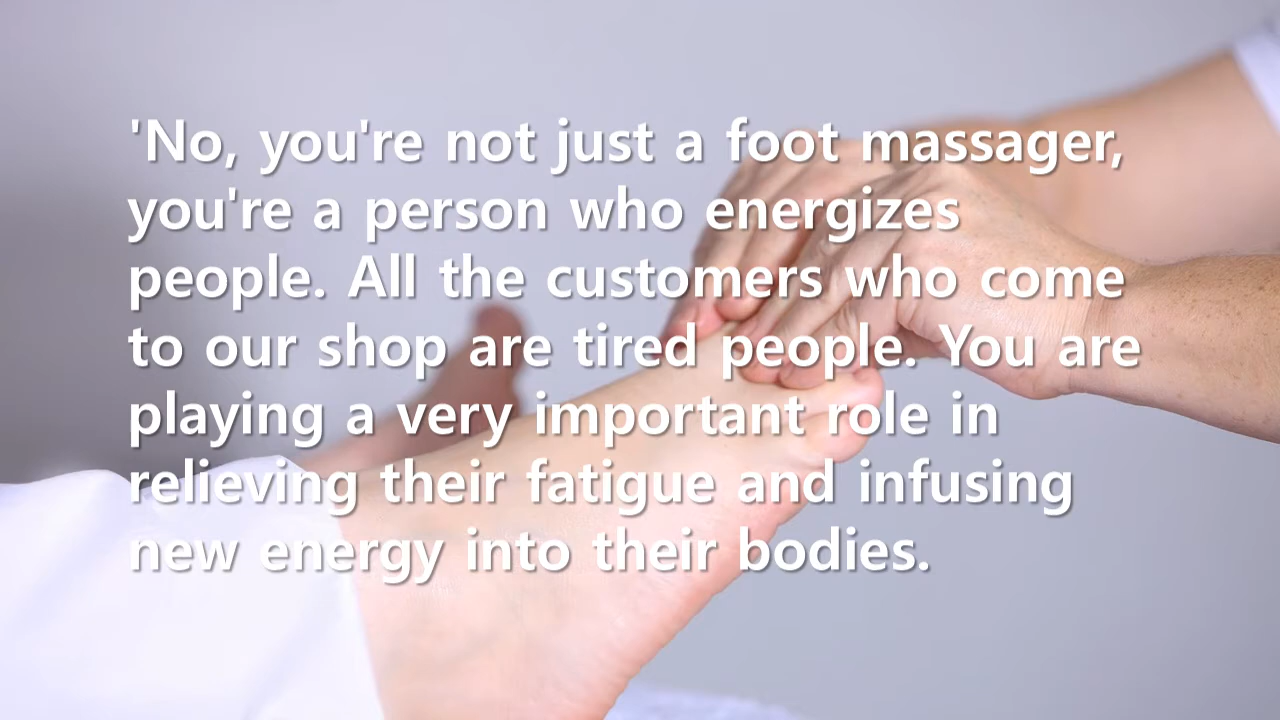 'No, you're not just a foot massager,
you're a person who energizes
people. All the customers who come
to our shop are tired people. You are
playing a very important role in
relieving their fatigue and infusing
new energy into their bodies.